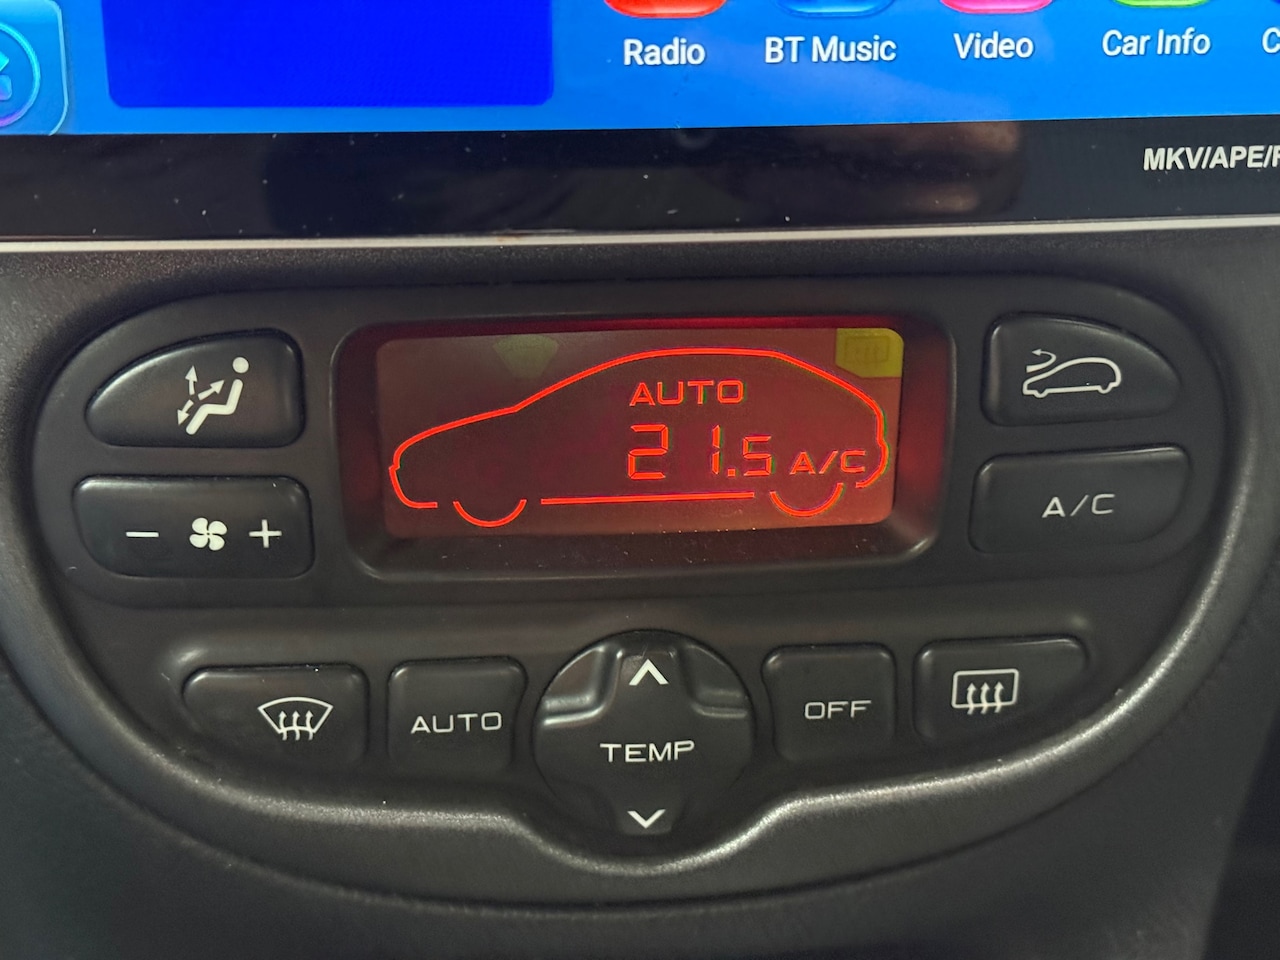 Radio BT Music Video Car Info
MKV/APE/
AUTO
21.5 A/C
A/C
- +
AUTO
TEMP
OFF